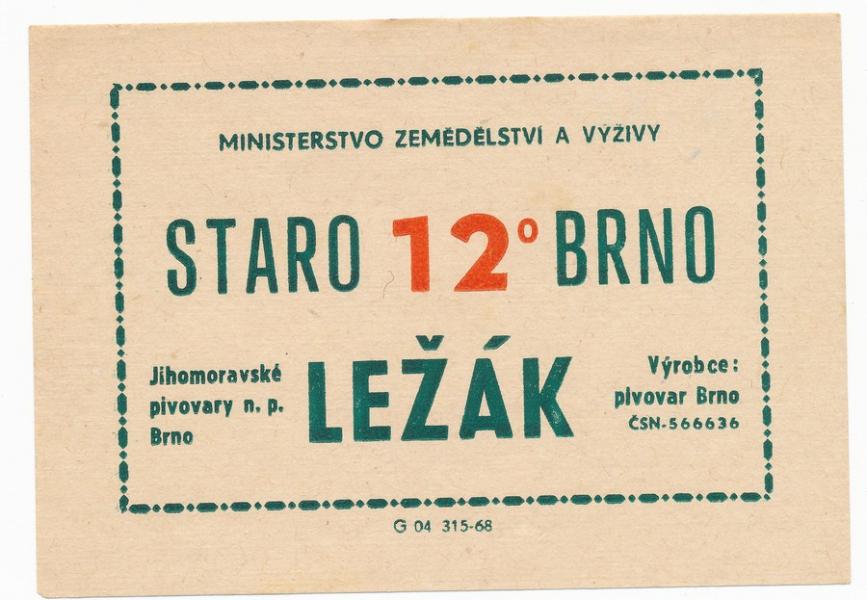 MINISTERSTVO ZEMĚDĚLSTVÍ A VÝŽIVY
STARO 12° BRNO
LEŽÁK
Jihomoravské
pivovary n. p.
Brno
Výrobce:
pivovar Brno
ČSN-566636
G 04 315-68